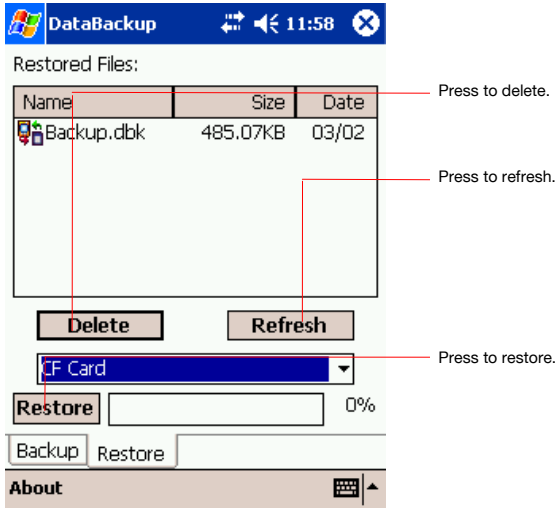 DataBackup 11:58
Restored Files:
Name Size Date
Backup.dbk 485.07KB 03/02
Press to delete.
Press to refresh.
Delete Refresh
CF Card
Press to restore.
Restore 0%
Backup Restore
About